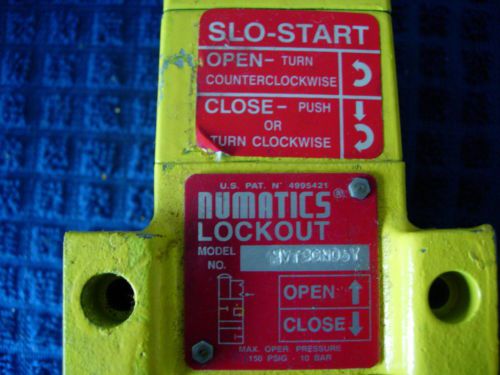 SLO-START
OPEN- TURN
COUNTERCLOCKWISE
CLOSE- PUSH
OR
TURN CLOCKWISE
U.S. PAT. N° 4995421
NUMATICS®
LOCKOUT
MODEL
NO.
OPEN
CLOSE
MAX. OPER. PRESSURE
150 PSIG - 10 BAR